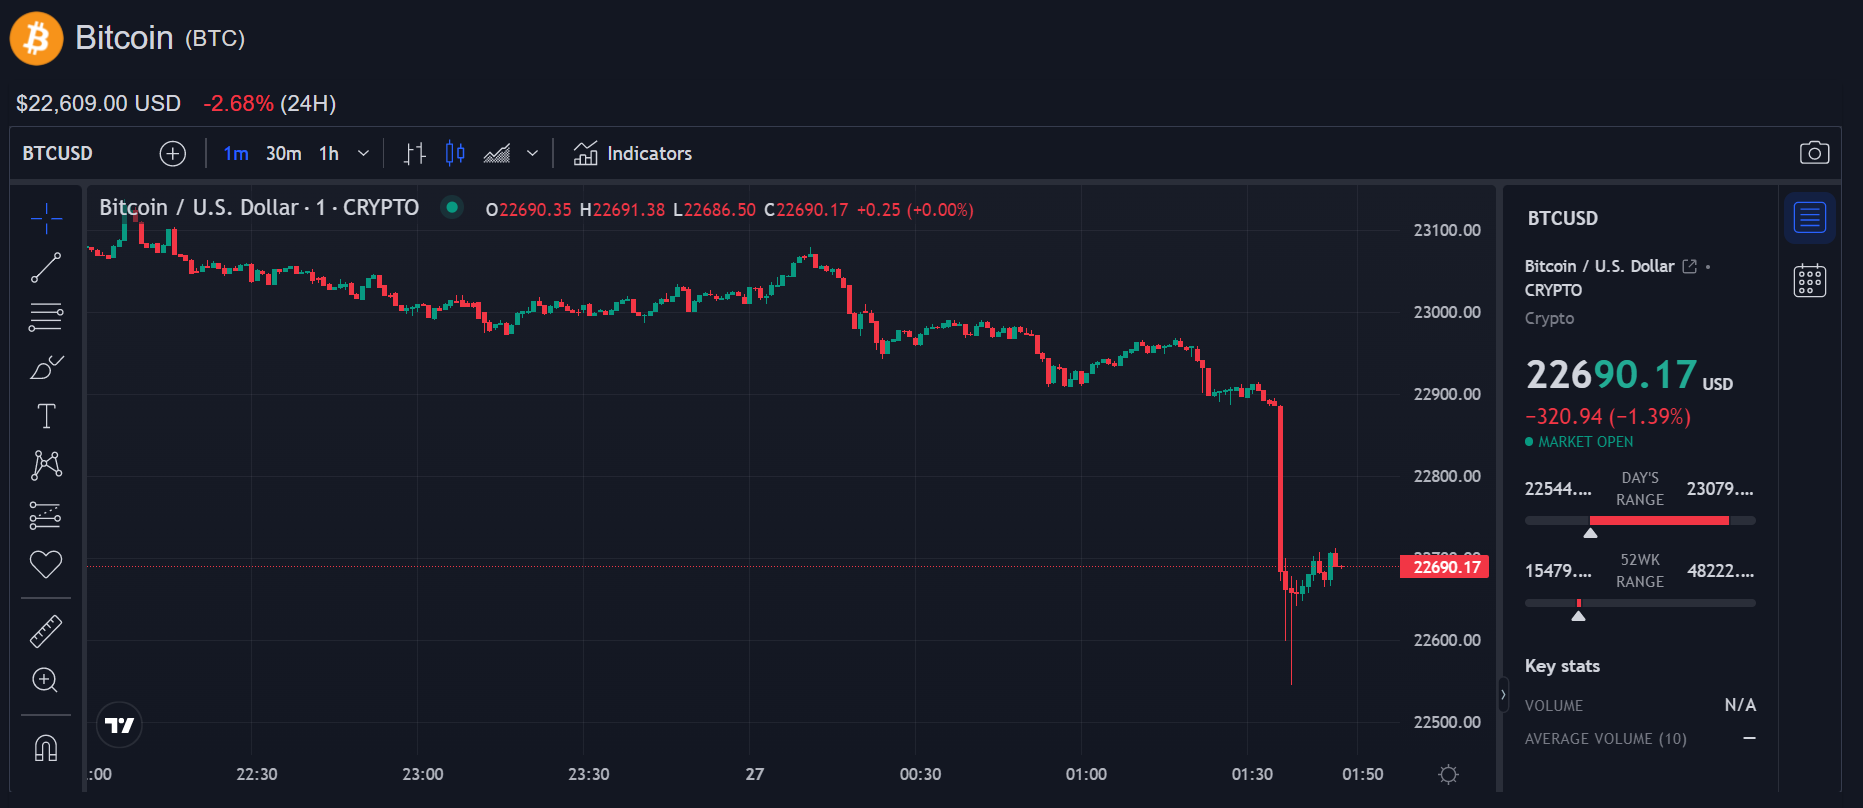 Bitcoin (BTC)
$22,609.00 USD -2.68% (24H)
BTCUSD 1m 30m 1h Indicators
Bitcoin / U.S. Dollar · 1 · CRYPTO O22690.35 H22691.38 L22686.50 C22690.17 +0.25 (+0.00%)
23100.00
23000.00
22900.00
22800.00
22690.17
22600.00
22500.00
:00 22:30 23:00 23:30 27 00:30 01:00 01:30 01:50
BTCUSD
Bitcoin / U.S. Dollar
CRYPTO
Crypto
22690.17 USD
−320.94 (−1.39%)
MARKET OPEN
22544.... DAY'S RANGE 23079....
15479.... 52WK RANGE 48222....
Key stats
VOLUME N/A
AVERAGE VOLUME (10) —